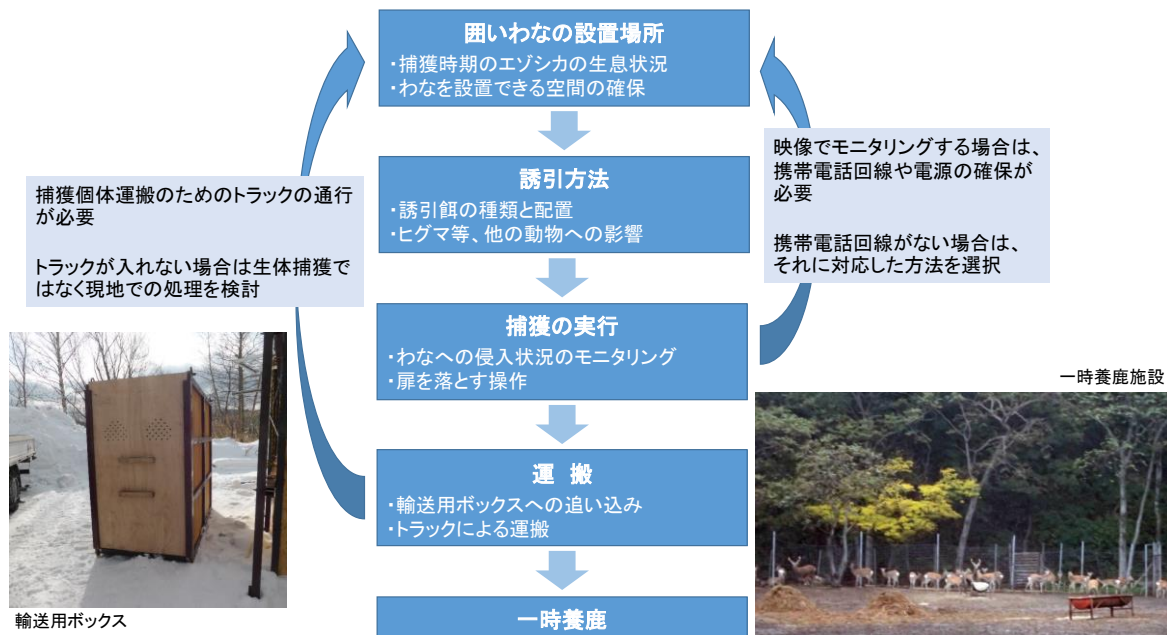 囲いわなの設置場所
・捕獲時期のエゾシカの生息状況
・わなを設置できる空間の確保
誘引方法
・誘引餌の種類と配置
・ヒグマ等、他の動物への影響
捕獲の実行
・わなへの侵入状況のモニタリング
・扉を落とす操作
運 搬
・輸送用ボックスへの追い込み
・トラックによる運搬
一時養鹿
捕獲個体運搬のためのトラックの通行
が必要
トラックが入れない場合は生体捕獲で
はなく現地での処理を検討
映像でモニタリングする場合は、
携帯電話回線や電源の確保が
必要
携帯電話回線がない場合は、
それに対応した方法を選択
輸送用ボックス
一時養鹿施設